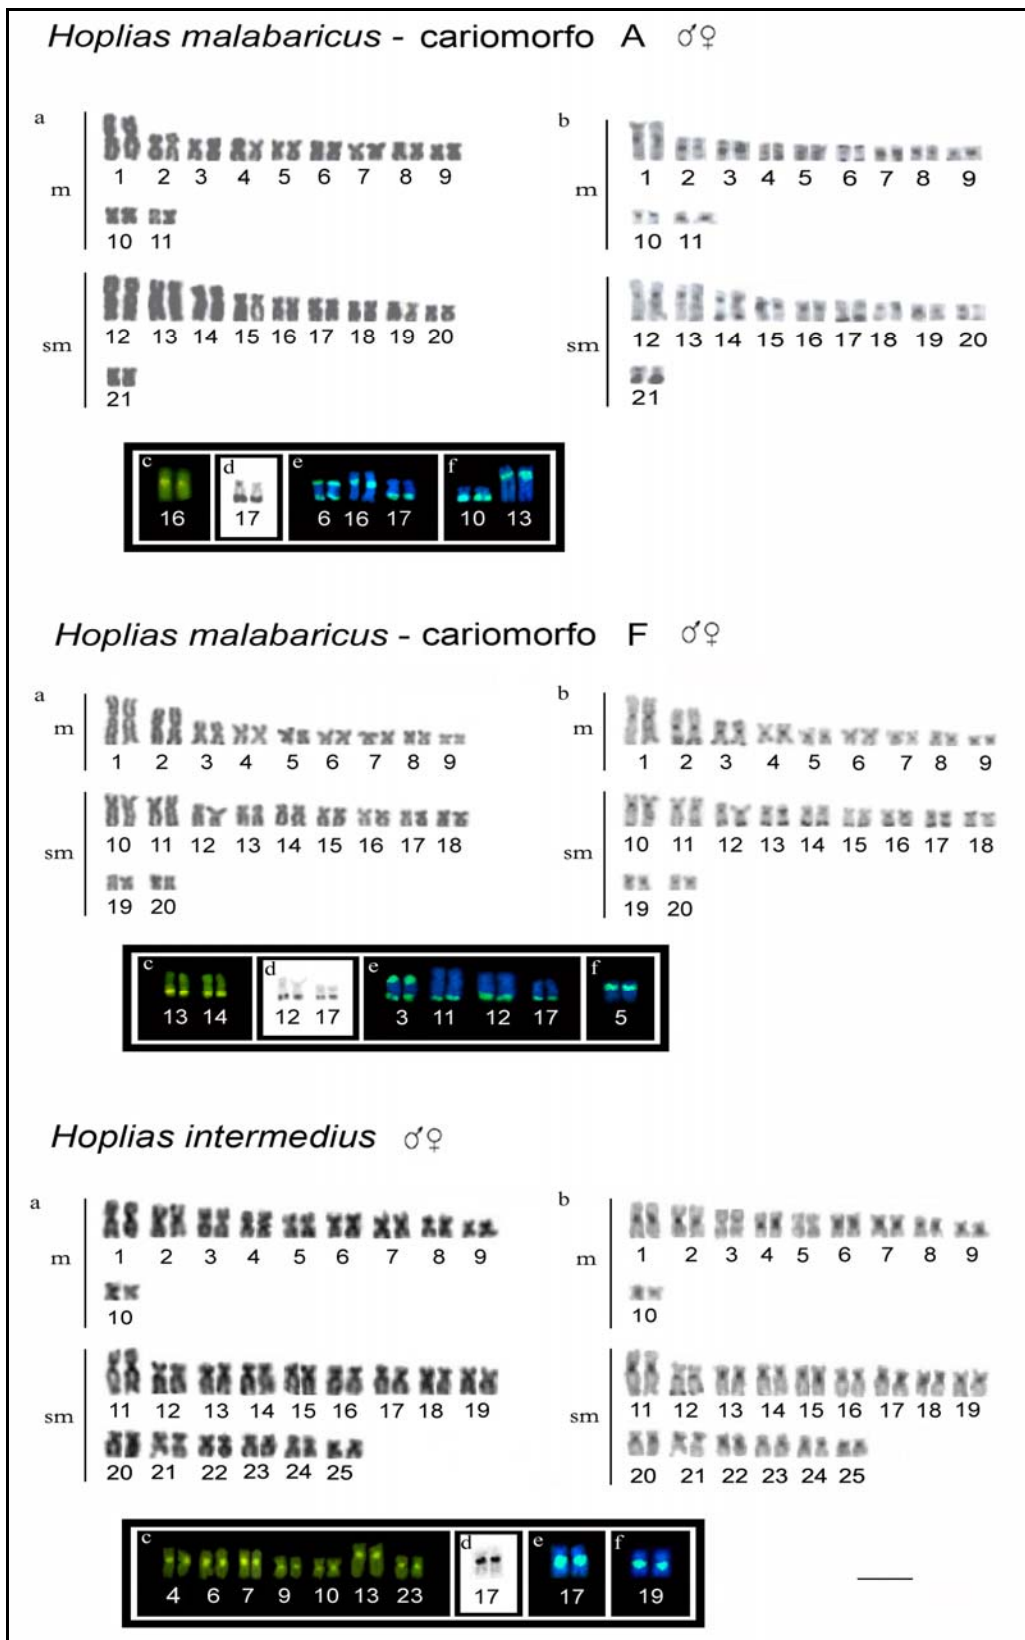 Hoplias malabaricus - cariomorfo A ♂♀
a
m
1 2 3 4 5 6 7 8 9
10 11
sm
12 13 14 15 16 17 18 19 20
21
b
m
1 2 3 4 5 6 7 8 9
10 11
sm
12 13 14 15 16 17 18 19 20
21
c
16
d
17
e
6 16 17
f
10 13
Hoplias malabaricus - cariomorfo F ♂♀
a
m
1 2 3 4 5 6 7 8 9
sm
10 11 12 13 14 15 16 17 18
19 20
b
m
1 2 3 4 5 6 7 8 9
sm
10 11 12 13 14 15 16 17 18
19 20
c
13 14
d
12 17
e
3 11 12 17
f
5
Hoplias intermedius ♂♀
a
m
1 2 3 4 5 6 7 8 9
10
sm
11 12 13 14 15 16 17 18 19
20 21 22 23 24 25
b
m
1 2 3 4 5 6 7 8 9
10
sm
11 12 13 14 15 16 17 18 19
20 21 22 23 24 25
c
4 6 7 9 10 13 23
d
17
e
17
f
19